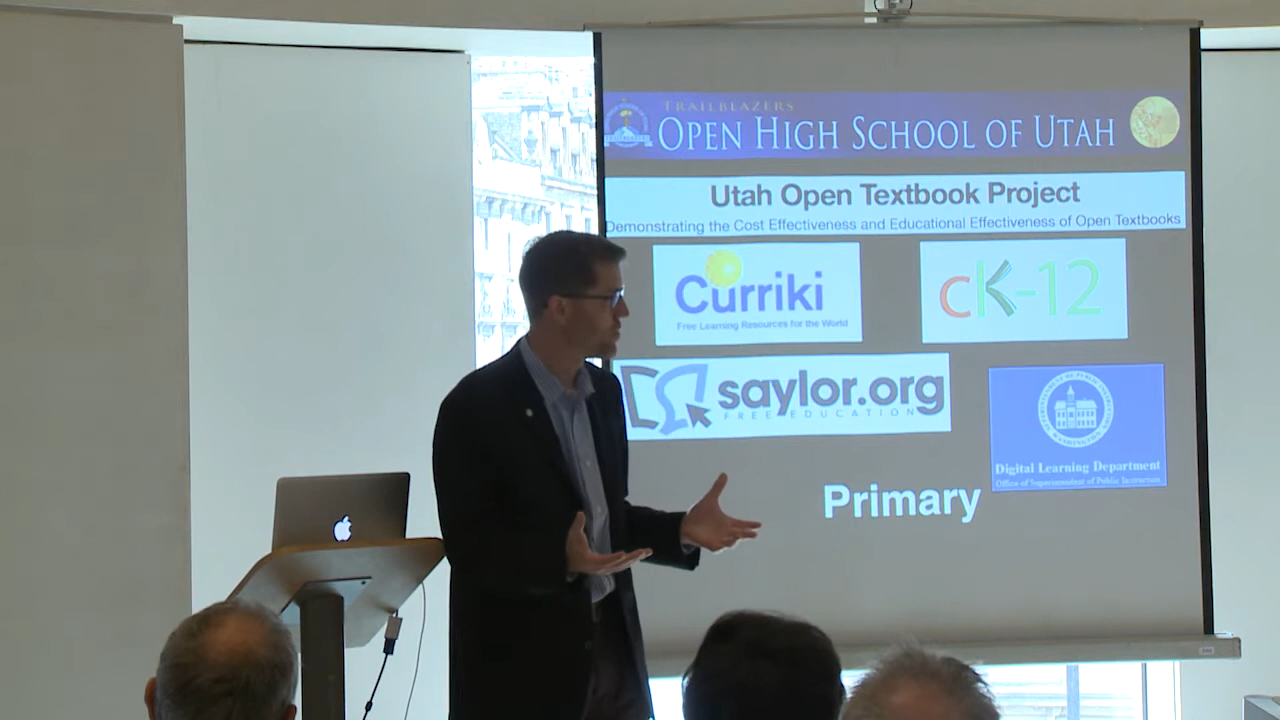 TRAILBLAZERS
OPEN HIGH SCHOOL OF UTAH
Utah Open Textbook Project
Demonstrating the Cost Effectiveness and Educational Effectiveness of Open Textbooks
Curriki
Free Learning Resources for the World
cK-12
saylor.org
FREE EDUCATION
Digital Learning Department
Office of Superintendent of Public Instruction
Primary